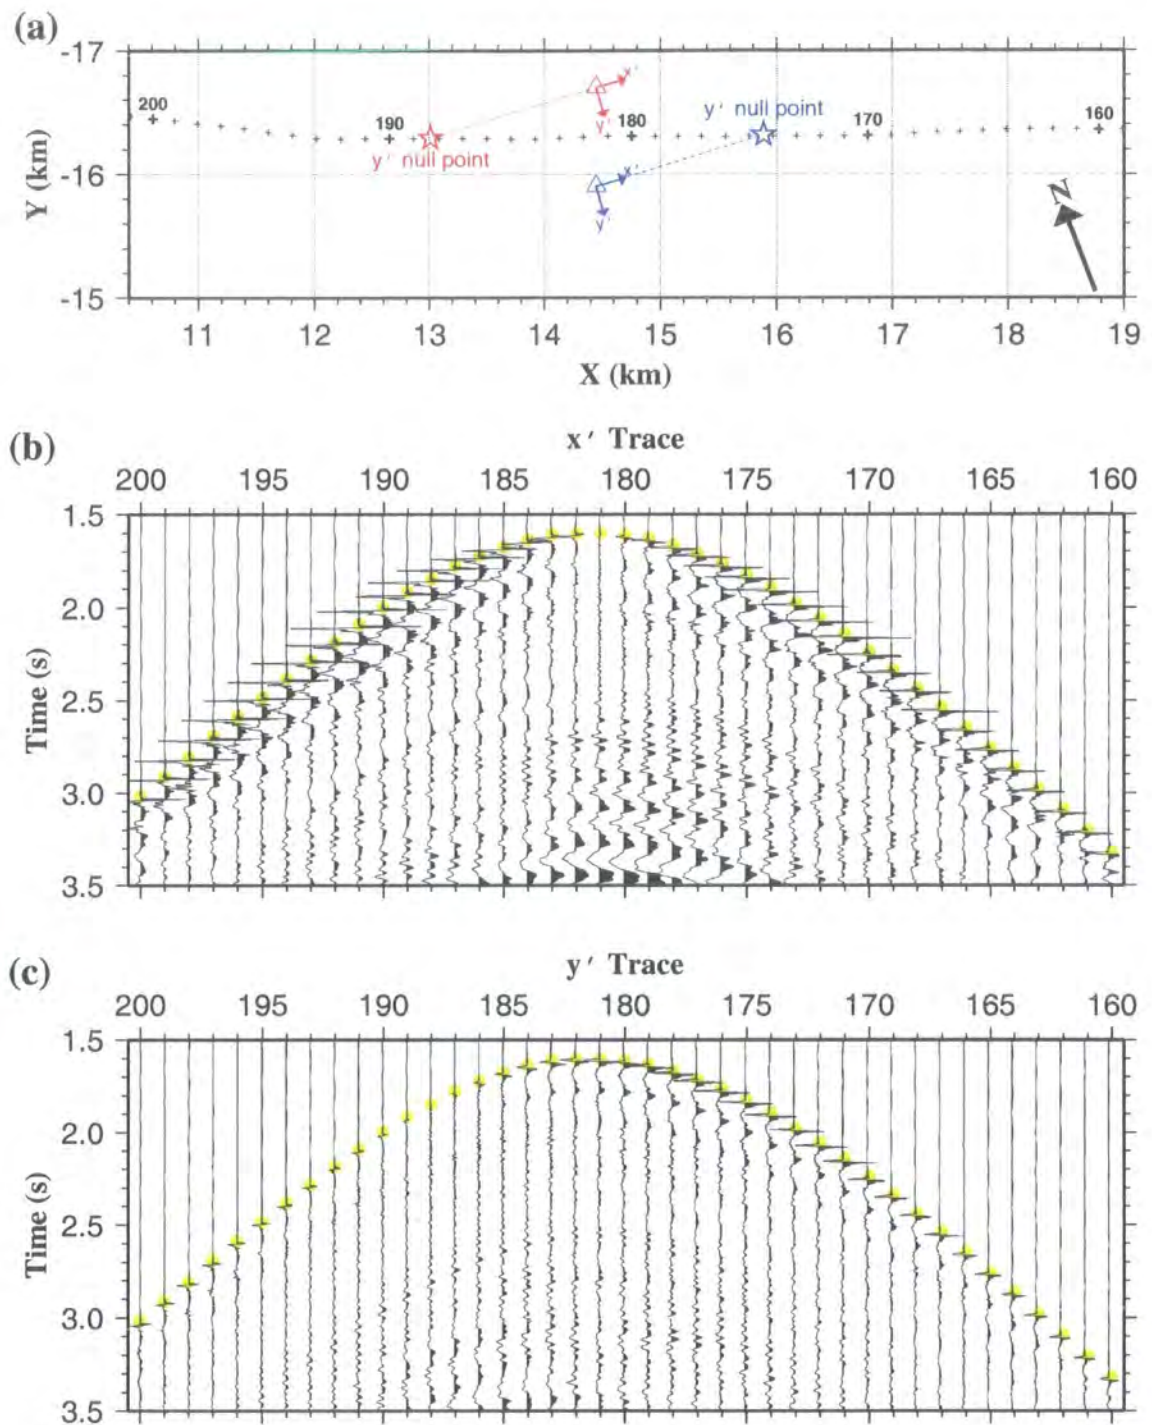 (a)
-17
200
x'
y' null point
160
190
180
170
y'
y' null point
-16
x'
N
y'
Y (km)
-15
11 12 13 14 15 16 17 18 19
X (km)
(b)
x' Trace
200 195 190 185 180 175 170 165 160
1.5
2.0
2.5
3.0
3.5
Time (s)
(c)
y' Trace
200 195 190 185 180 175 170 165 160
1.5
2.0
2.5
3.0
3.5
Time (s)